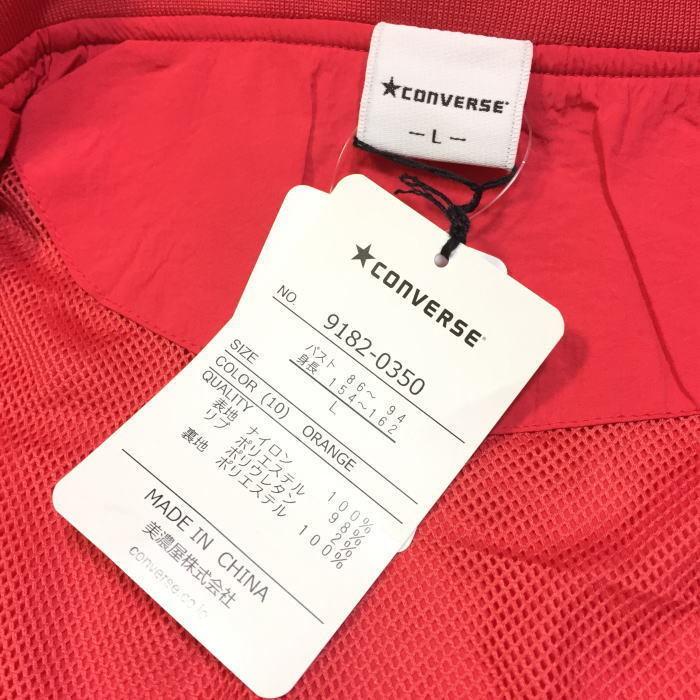 ★CONVERSE®
－L－
★CONVERSE®
NO. 9182-0350
SIZE バスト 86～ 94
身長 154～162
L
COLOR (10) ORANGE
QUALITY
表地 ナイロン 100%
リブ ポリエステル 98%
ポリウレタン 2%
裏地 ポリエステル 100%
MADE IN CHINA
美濃屋株式会社
converse.co.jp